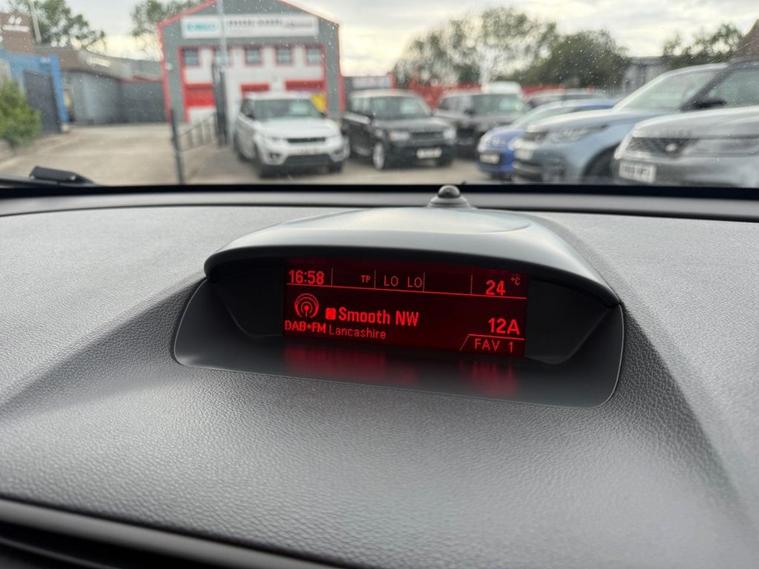 16:58 TP LO LO 24 °C
Smooth NW 12A
DAB+FM Lancashire FAV 1